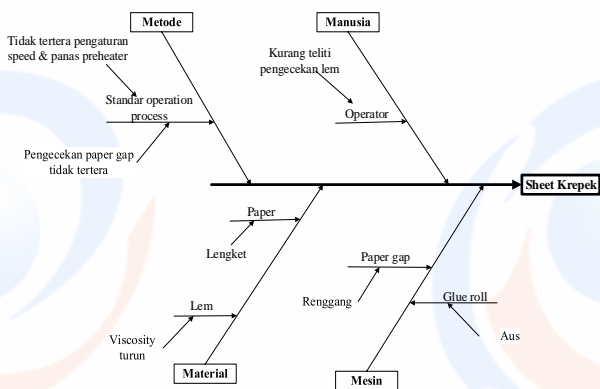 Metode
Manusia
Tidak tertera pengaturan
speed & panas preheater
Kurang teliti
pengecekan lem
Standar operation
process
Operator
Pengecekan paper gap
tidak tertera
Sheet Krepek
Paper
Lengket
Paper gap
Renggang
Glue roll
Lem
Viscosity
turun
Aus
Material
Mesin